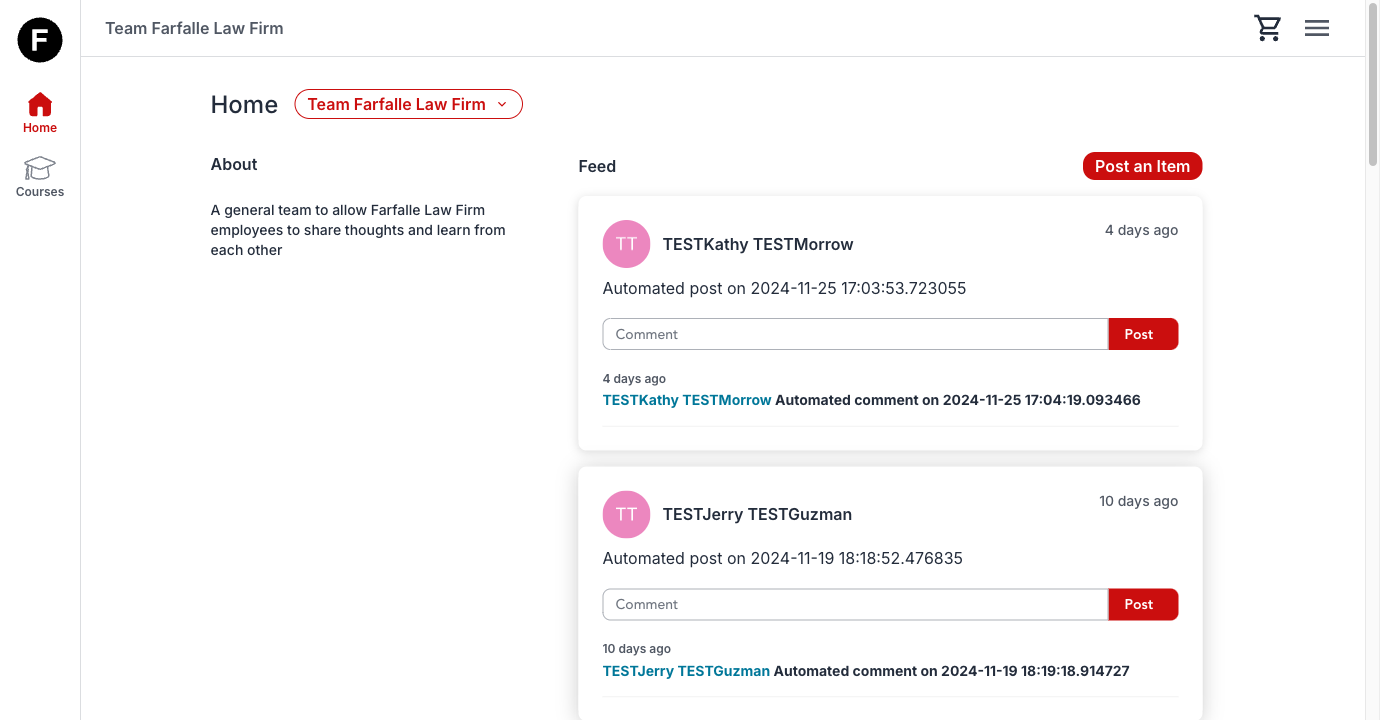 F
Team Farfalle Law Firm
Home
Courses
Home
Team Farfalle Law Firm
About
A general team to allow Farfalle Law Firm
employees to share thoughts and learn from
each other
Feed
Post an Item
TT
TESTKathy TESTMorrow
4 days ago
Automated post on 2024-11-25 17:03:53.723055
Comment
Post
4 days ago
TESTKathy TESTMorrow Automated comment on 2024-11-25 17:04:19.093466
TT
TESTJerry TESTGuzman
10 days ago
Automated post on 2024-11-19 18:18:52.476835
Comment
Post
10 days ago
TESTJerry TESTGuzman Automated comment on 2024-11-19 18:19:18.914727